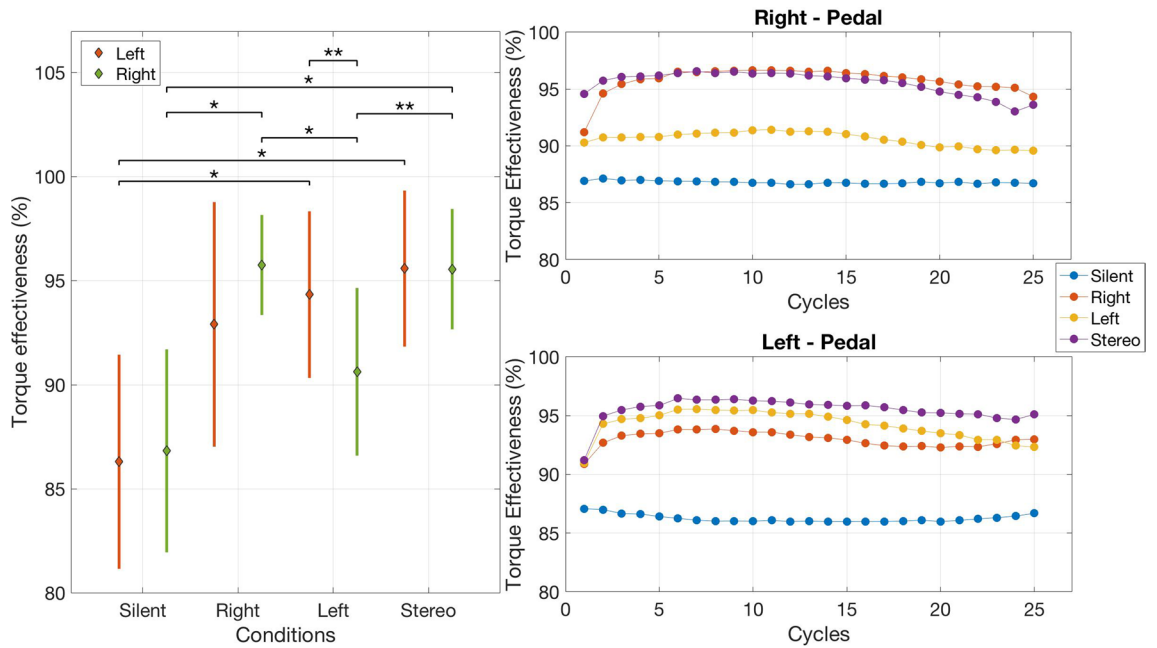 Torque effectiveness (%)
105
100
95
90
85
80
Left
Right
**
*
*
**
*
*
*
Silent
Right
Left
Stereo
Conditions
Right - Pedal
Torque Effectiveness (%)
100
95
90
85
80
0
5
10
15
20
25
Cycles
Silent
Right
Left
Stereo
Left - Pedal
Torque Effectiveness (%)
100
95
90
85
80
0
5
10
15
20
25
Cycles